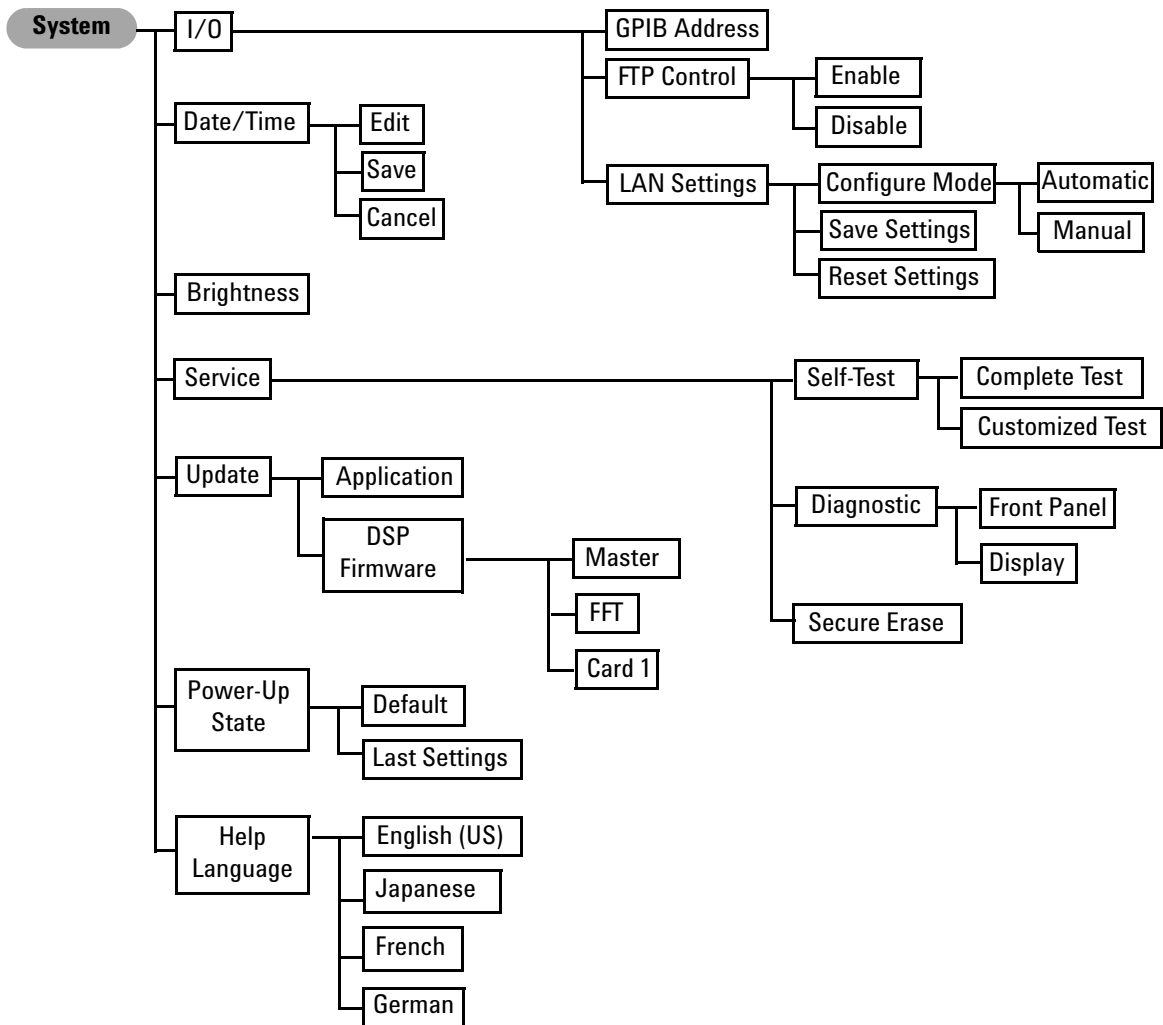 System
I/O
GPIB Address
FTP Control
Enable
Disable
Date/Time
Edit
Save
Cancel
LAN Settings
Configure Mode
Automatic
Manual
Save Settings
Reset Settings
Brightness
Service
Self-Test
Complete Test
Customized Test
Diagnostic
Front Panel
Display
Secure Erase
Update
Application
DSP
Firmware
Master
FFT
Card 1
Power-Up
State
Default
Last Settings
Help
Language
English (US)
Japanese
French
German